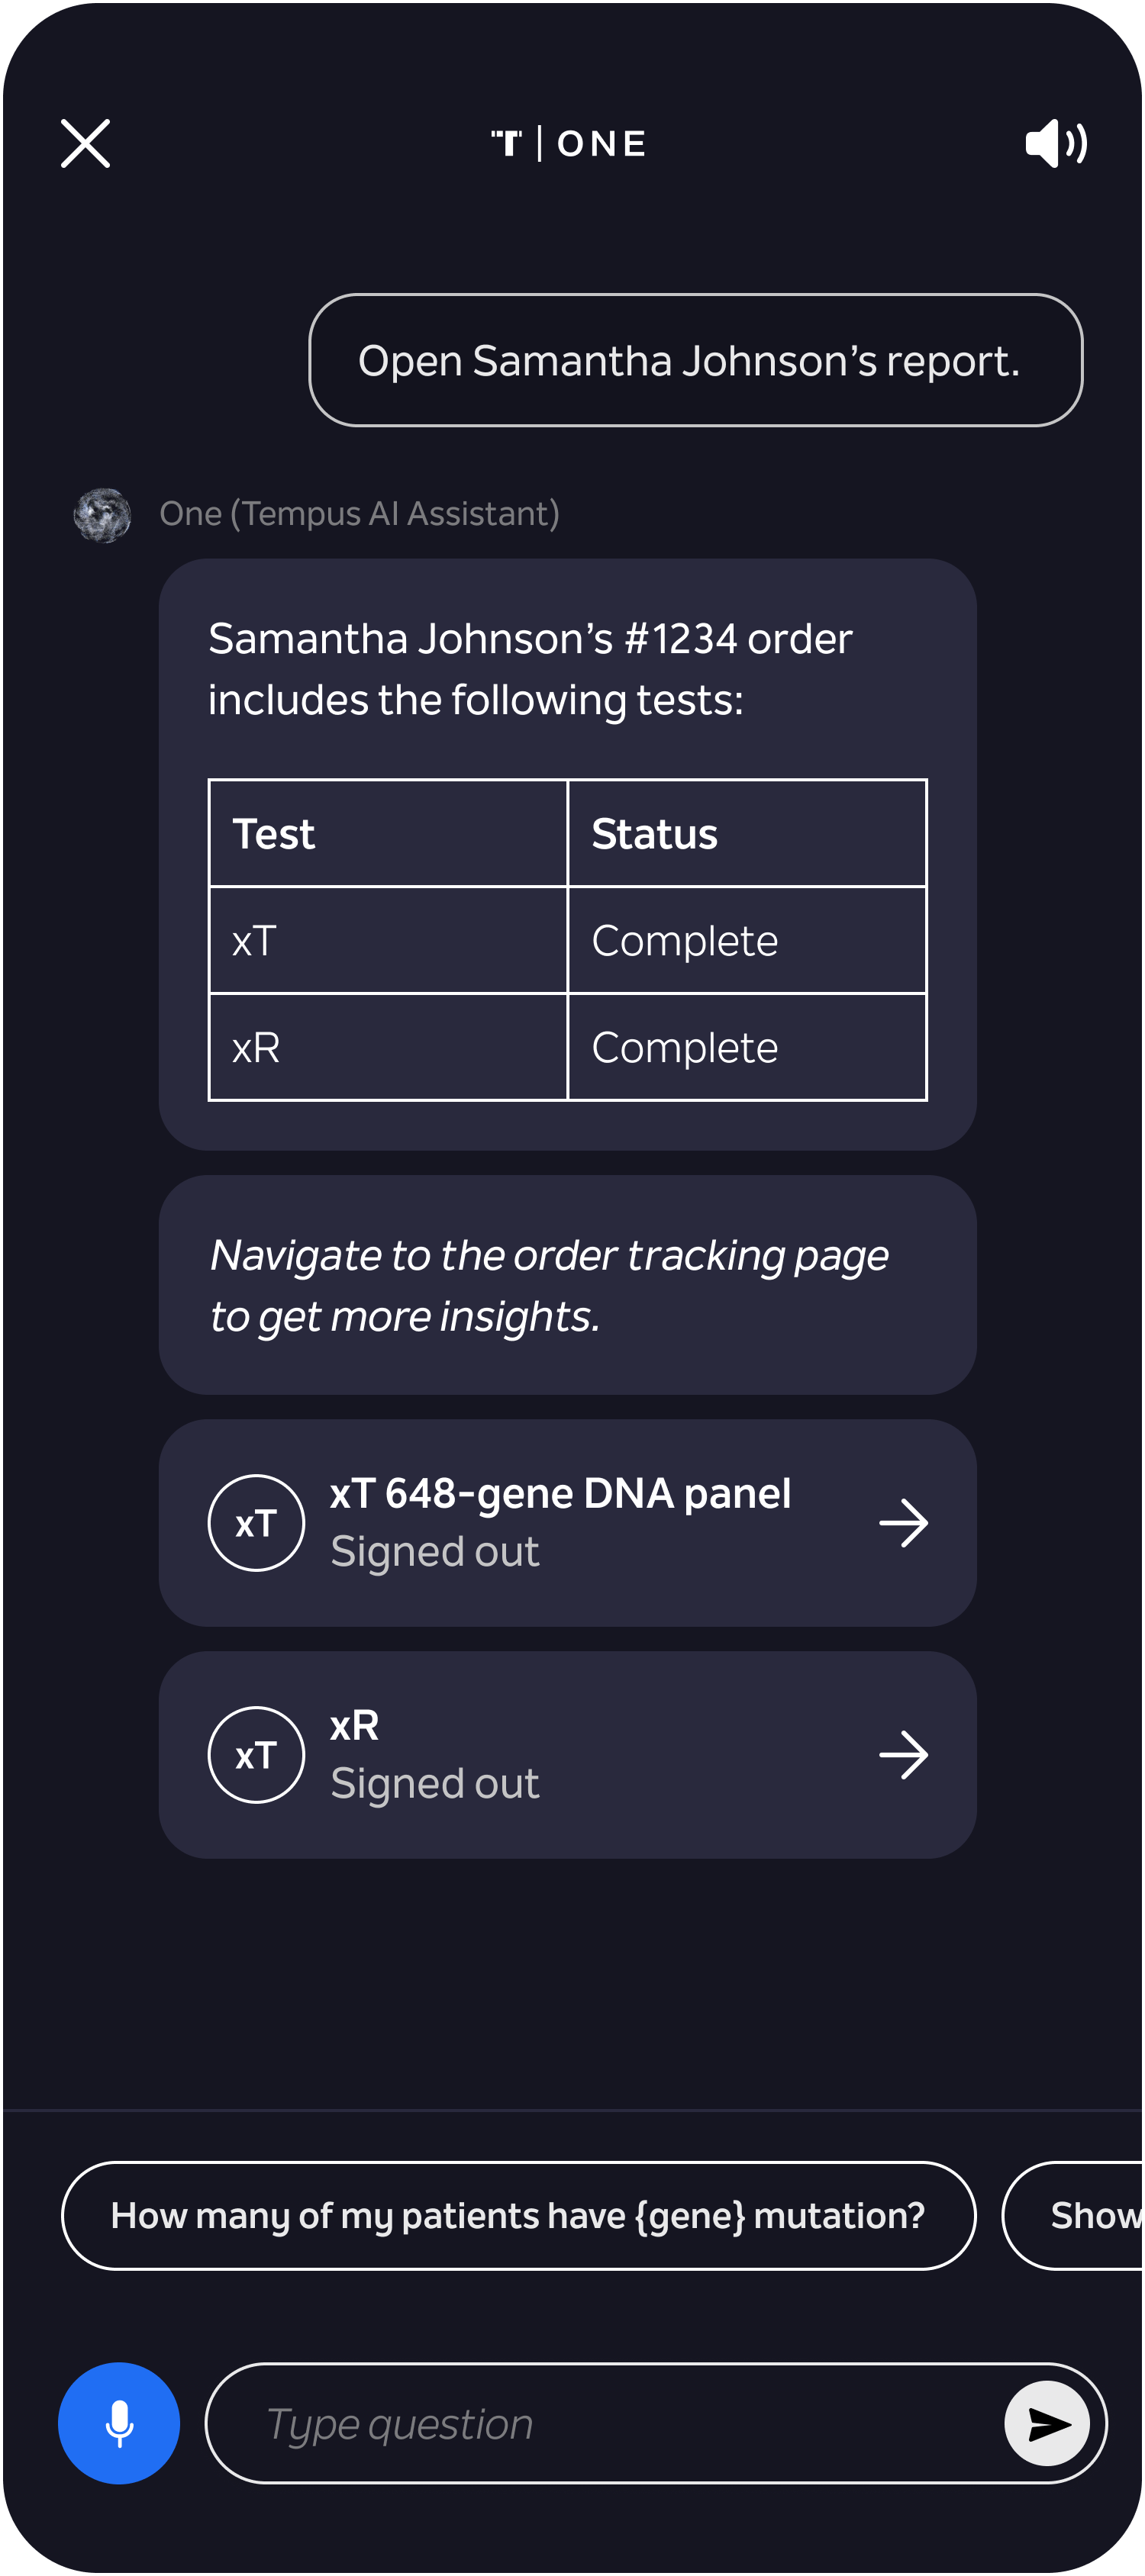 T | ONE
Open Samantha Johnson’s report.
One (Tempus AI Assistant)
Samantha Johnson’s #1234 order
includes the following tests:
Test Status
xT Complete
xR Complete
Navigate to the order tracking page
to get more insights.
xT
xT 648-gene DNA panel
Signed out
xT
xR
Signed out
How many of my patients have {gene} mutation?
Show
Type question